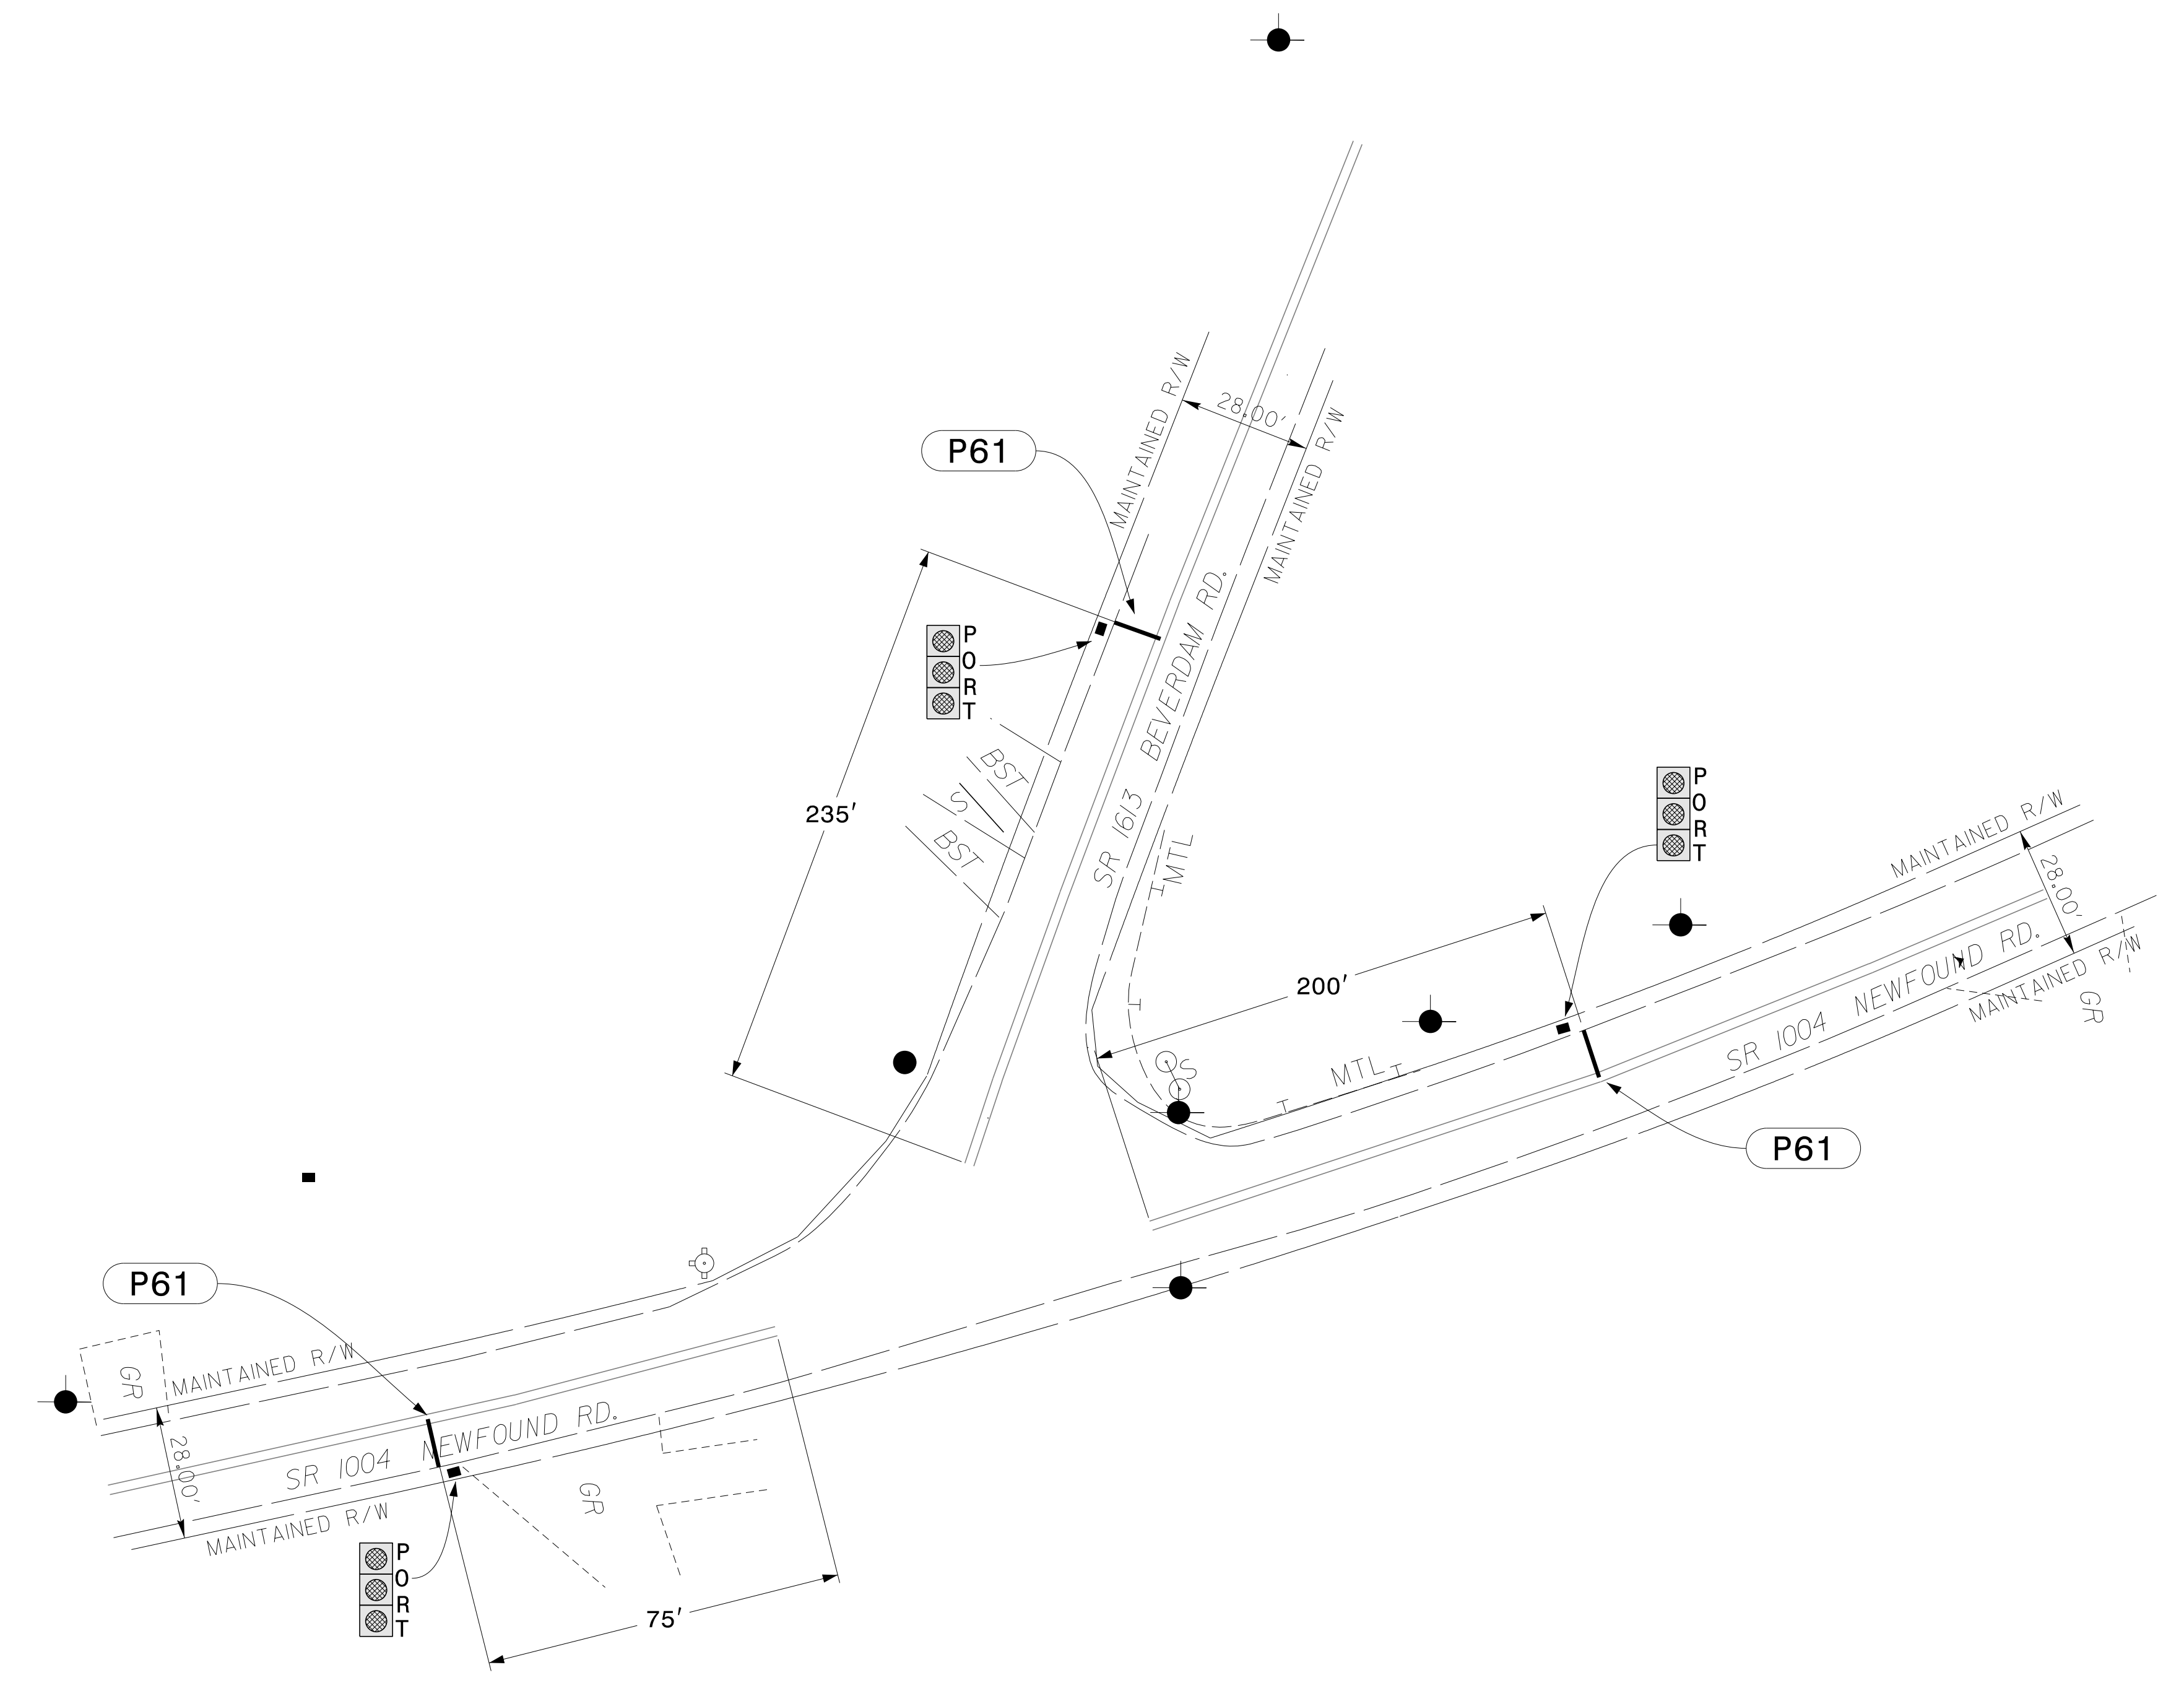 MAINTAINED R/W
28.00'
MAINTAINED R/W
P61
P
O
R
T
SR 1613 BEVERDAM RD.
BST
S
BST
235'
MTL
P
O
R
T
MAINTAINED R/W
28.00'
SR 1004 NEWFOUND RD.
MAINTAINED R/W
GR
200'
S
MTL
P61
P61
GR
MAINTAINED R/W
28.00'
SR 1004 NEWFOUND RD.
MAINTAINED R/W
GR
P
O
R
T
75'